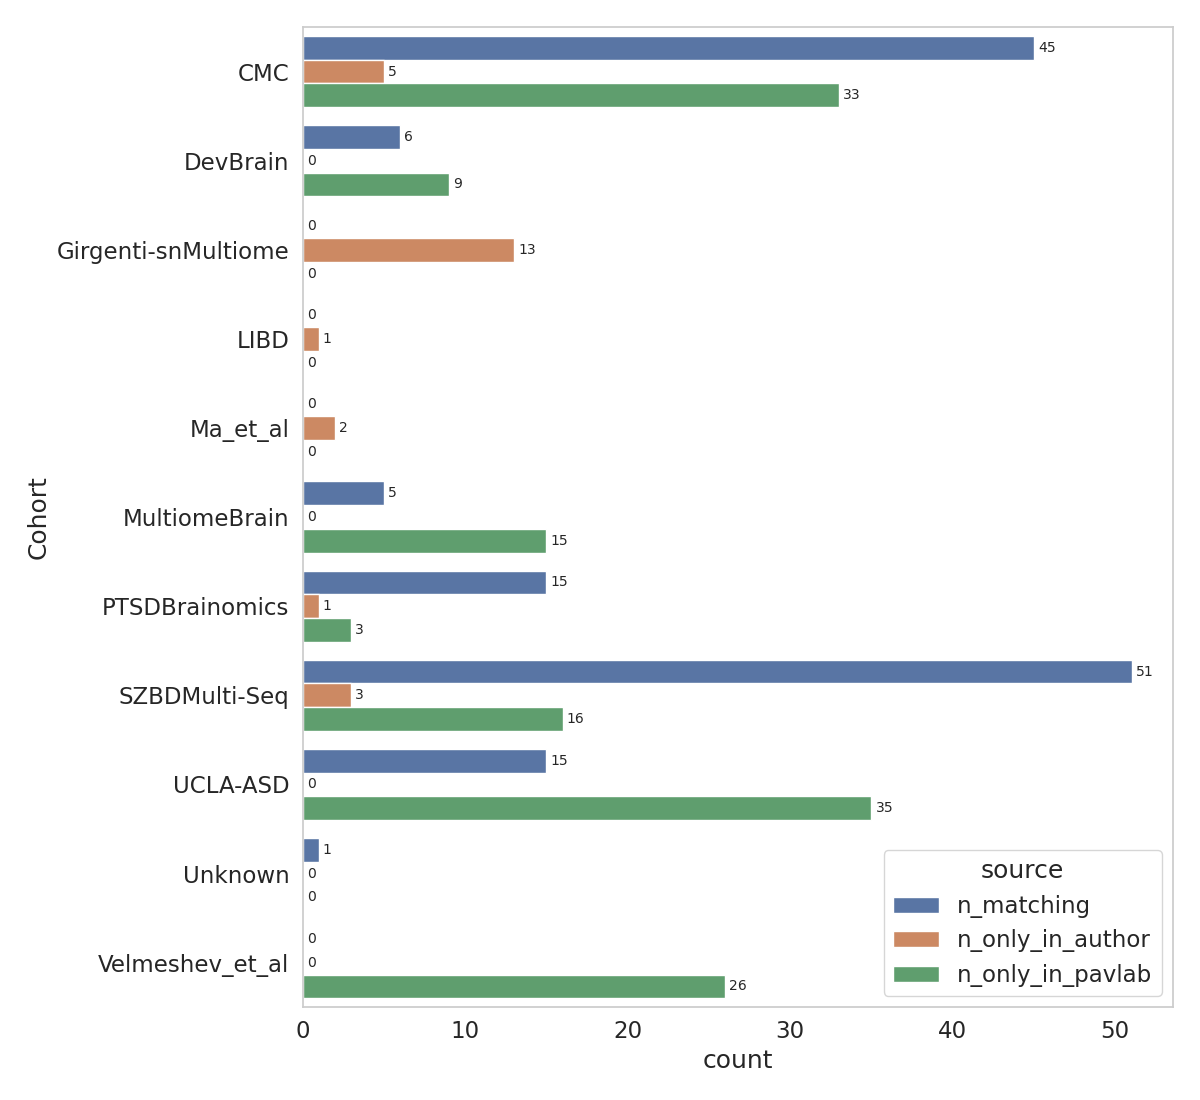 CMC
45
5
33
DevBrain
6
0
9
Girgenti-snMultiome
0
13
0
LIBD
0
1
0
Ma_et_al
0
2
0
MultiomeBrain
5
0
15
PTSDBrainomics
15
1
3
SZBDMulti-Seq
51
3
16
UCLA-ASD
15
0
35
Unknown
1
0
0
Velmeshev_et_al
0
0
26
Cohort
0 10 20 30 40 50
count
source
n_matching
n_only_in_author
n_only_in_pavlab